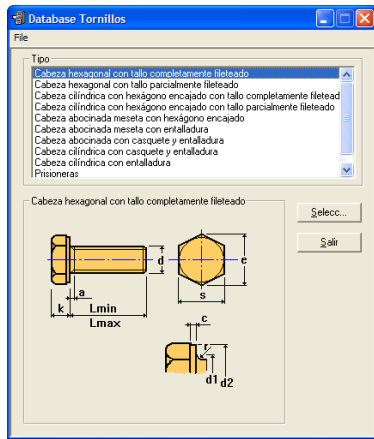 Database Tornillos
File
Tipo
Cabeza hexagonal con tallo completamente fileteado
Cabeza hexagonal con tallo parcialmente fileteado
Cabeza cilíndrica con hexágono encajado con tallo completamente filetead
Cabeza cilíndrica con hexágono encajado con tallo parcialmente fileteado
Cabeza abocinada meseta con hexágono encajado
Cabeza abocinada meseta con entalladura
Cabeza abocinada con casquete y entalladura
Cabeza cilíndrica con casquete y entalladura
Cabeza cilíndrica con entalladura
Prisioneras
Cabeza hexagonal con tallo completamente fileteado
Selecc...
Salir
d
e
a
k
Lmin
Lmax
s
c
r
d1
d2